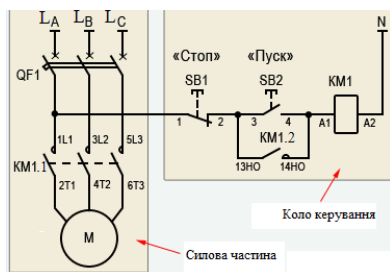 LA LB LC
N
QF1
«Стоп» «Пуск»
SB1 SB2 KM1
1 2 3 4 A1 A2
1L1 3L2 5L3
KM1.1
KM1.2
13НО 14НО
2T1 4T2 6T3
M
Коло керування
Силова частина